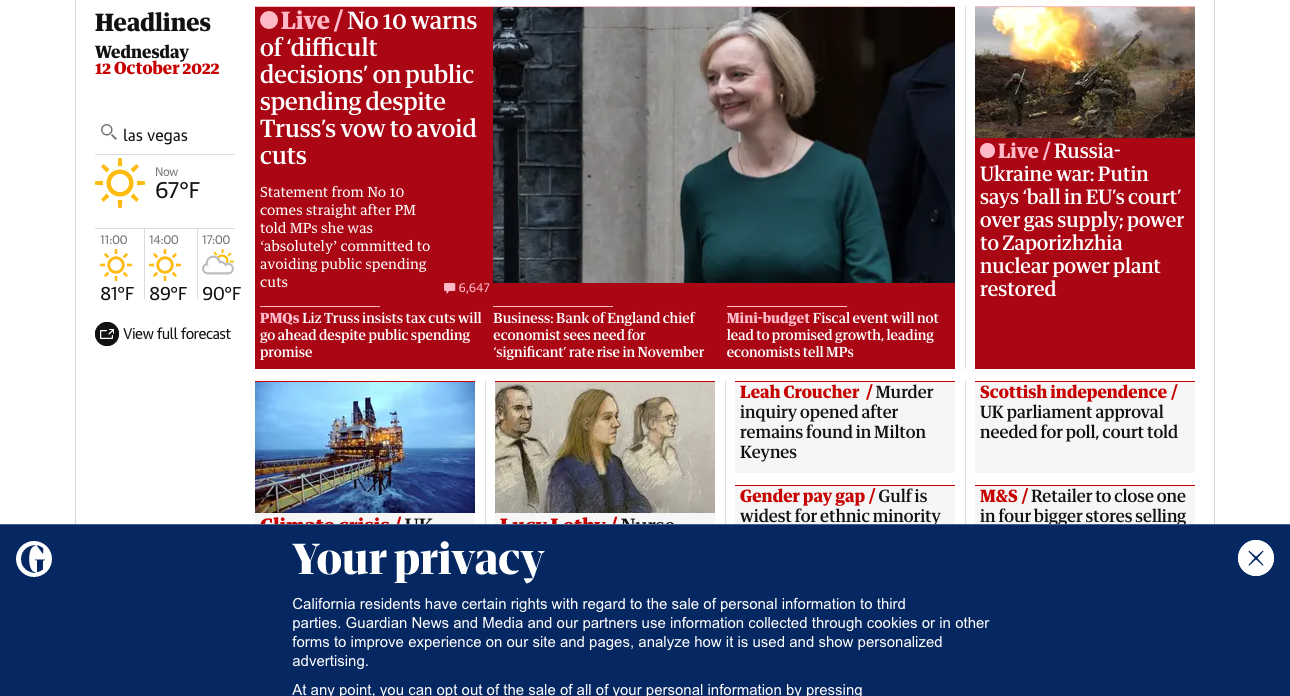 Headlines
Wednesday
12 October 2022
las vegas
Now
67°F
11:00
14:00
17:00
81°F
89°F
90°F
View full forecast
Live / No 10 warns
of ‘difficult
decisions’ on public
spending despite
Truss’s vow to avoid
cuts
Statement from No 10
comes straight after PM
told MPs she was
‘absolutely’ committed to
avoiding public spending
cuts
6,647
PMQs Liz Truss insists tax cuts will
go ahead despite public spending
promise
Business: Bank of England chief
economist sees need for
‘significant’ rate rise in November
Mini-budget Fiscal event will not
lead to promised growth, leading
economists tell MPs
Live / Russia-
Ukraine war: Putin
says ‘ball in EU’s court’
over gas supply; power
to Zaporizhzhia
nuclear power plant
restored
Climate crisis / UK
Lucy Letby / Nurse
Leah Croucher / Murder
inquiry opened after
remains found in Milton
Keynes
Gender pay gap / Gulf is
widest for ethnic minority
Scottish independence /
UK parliament approval
needed for poll, court told
M&S / Retailer to close one
in four bigger stores selling
G
Your privacy
California residents have certain rights with regard to the sale of personal information to third
parties. Guardian News and Media and our partners use information collected through cookies or in other
forms to improve experience on our site and pages, analyze how it is used and show personalized
advertising.
At any point, you can opt out of the sale of all of your personal information by pressing